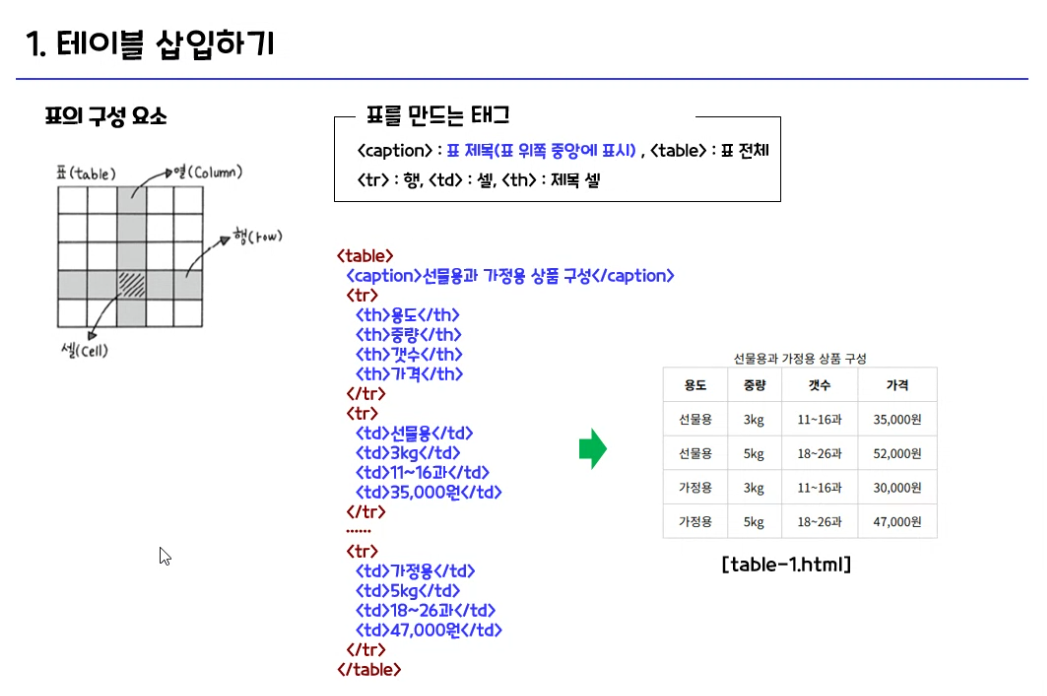 1. 테이블 삽입하기
표의 구성 요소
표(table)
열(Column)
행(row)
셀(Cell)
표를 만드는 태그
<caption> : 표 제목(표 위쪽 중앙에 표시) , <table> : 표 전체
<tr> : 행, <td> : 셀, <th> : 제목 셀
<table>
<caption>선물용과 가정용 상품 구성</caption>
<tr>
<th>용도</th>
<th>중량</th>
<th>갯수</th>
<th>가격</th>
</tr>
<tr>
<td>선물용</td>
<td>3kg</td>
<td>11~16과</td>
<td>35,000원</td>
</tr>
······
<tr>
<td>가정용</td>
<td>5kg</td>
<td>18~26과</td>
<td>47,000원</td>
</tr>
</table>
선물용과 가정용 상품 구성
용도 중량 갯수 가격
선물용 3kg 11~16과 35,000원
선물용 5kg 18~26과 52,000원
가정용 3kg 11~16과 30,000원
가정용 5kg 18~26과 47,000원
[table-1.html]